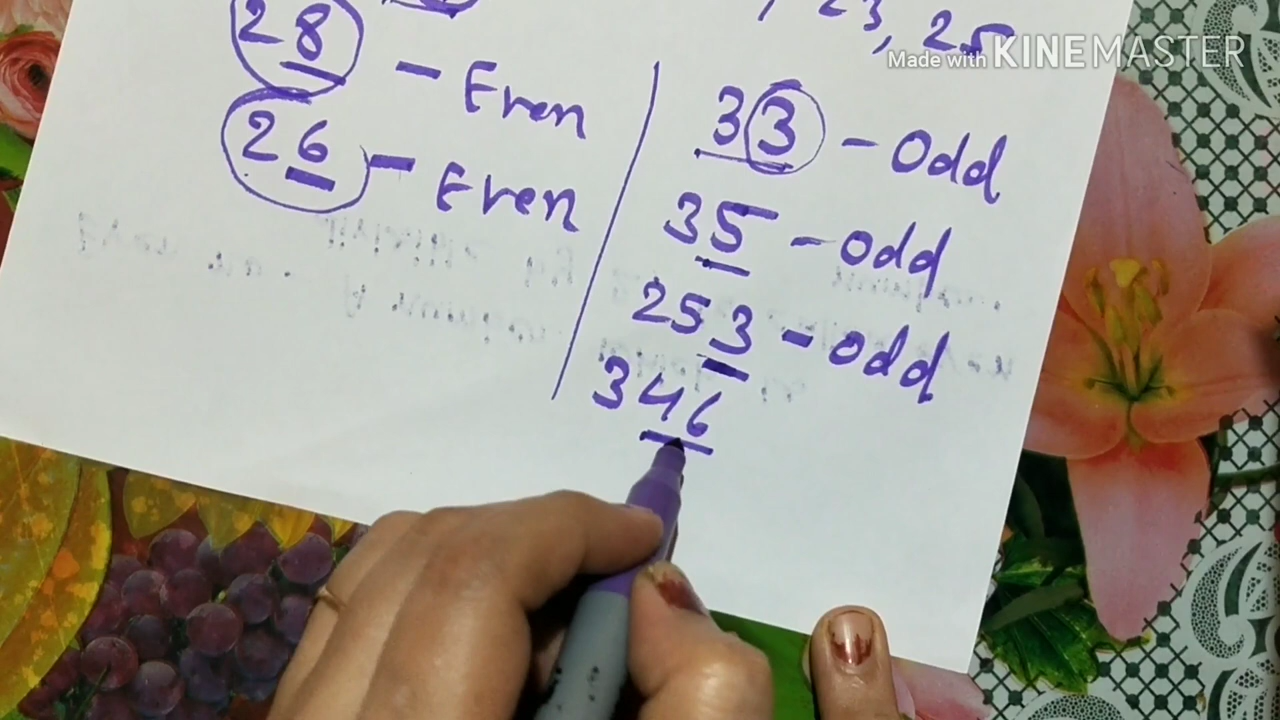 , 23, 25
Made with KINEMASTER
28 - Even
26 - Even
33 - Odd
35 - Odd
253 - Odd
346